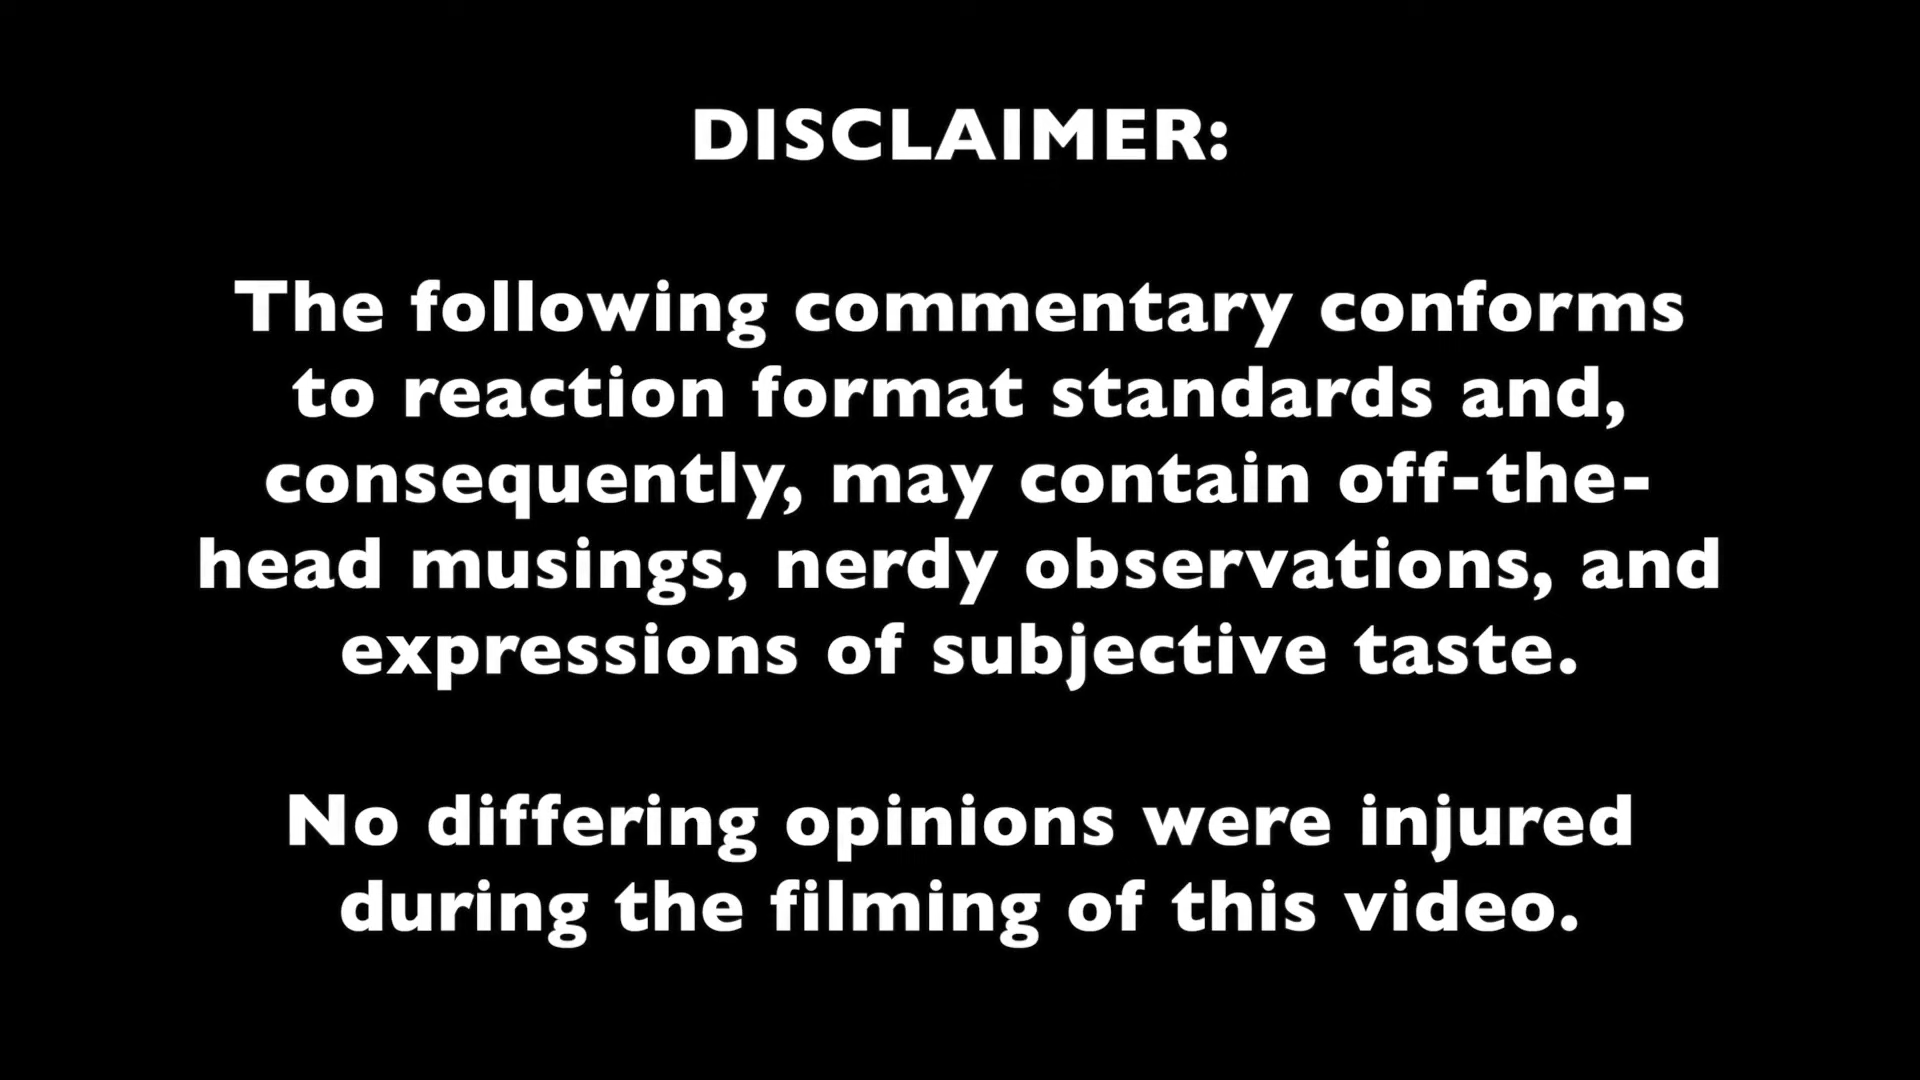 DISCLAIMER:
The following commentary conforms
to reaction format standards and,
consequently, may contain off-the-
head musings, nerdy observations, and
expressions of subjective taste.
No differing opinions were injured
during the filming of this video.